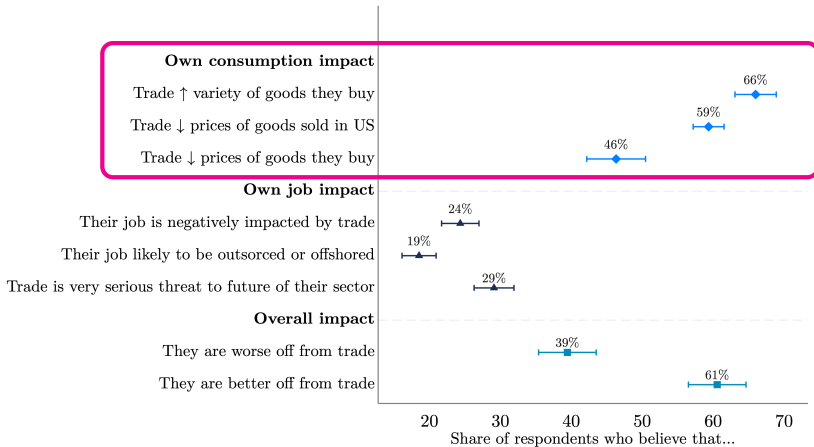 Own consumption impact
Trade ↑ variety of goods they buy 66%
Trade ↓ prices of goods sold in US 59%
Trade ↓ prices of goods they buy 46%
Own job impact
Their job is negatively impacted by trade 24%
Their job likely to be outsorced or offshored 19%
Trade is very serious threat to future of their sector 29%
Overall impact
They are worse off from trade 39%
They are better off from trade 61%
20 30 40 50 60 70
Share of respondents who believe that...